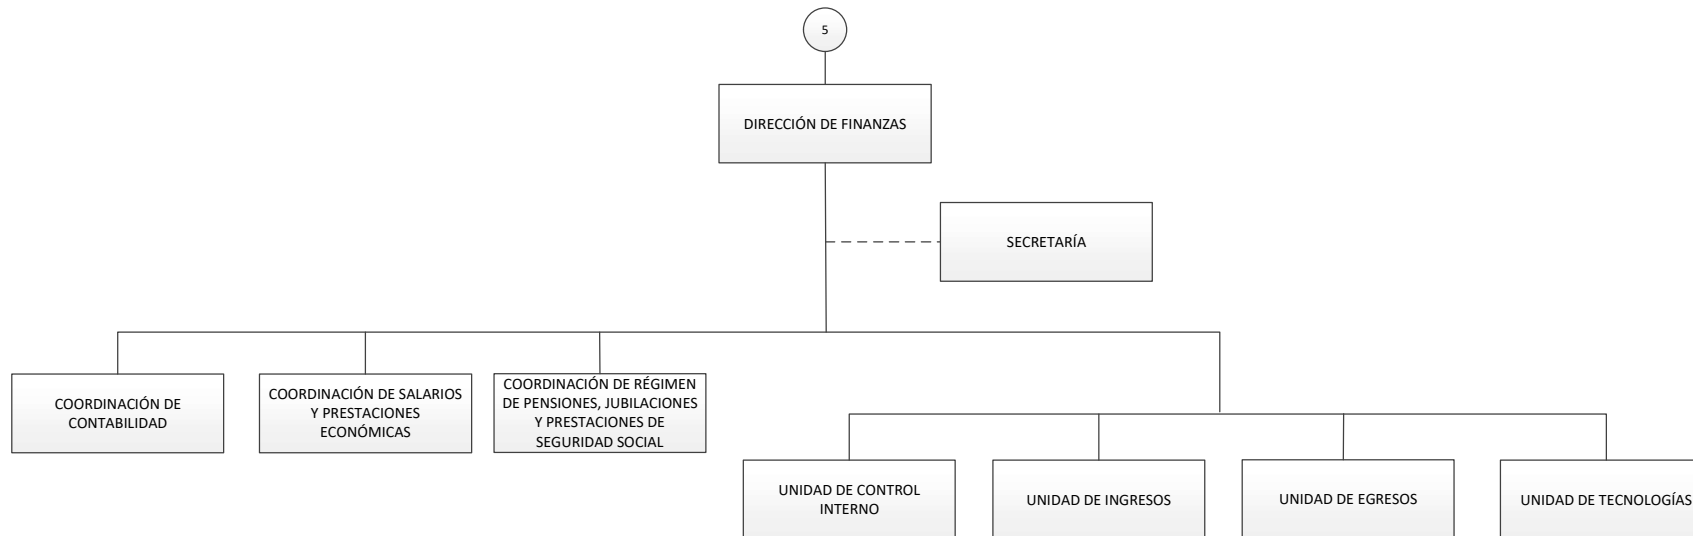 5
DIRECCIÓN DE FINANZAS
SECRETARÍA
COORDINACIÓN DE
CONTABILIDAD
COORDINACIÓN DE SALARIOS
Y PRESTACIONES
ECONÓMICAS
COORDINACIÓN DE RÉGIMEN
DE PENSIONES, JUBILACIONES
Y PRESTACIONES DE
SEGURIDAD SOCIAL
UNIDAD DE CONTROL
INTERNO
UNIDAD DE INGRESOS
UNIDAD DE EGRESOS
UNIDAD DE TECNOLOGÍAS